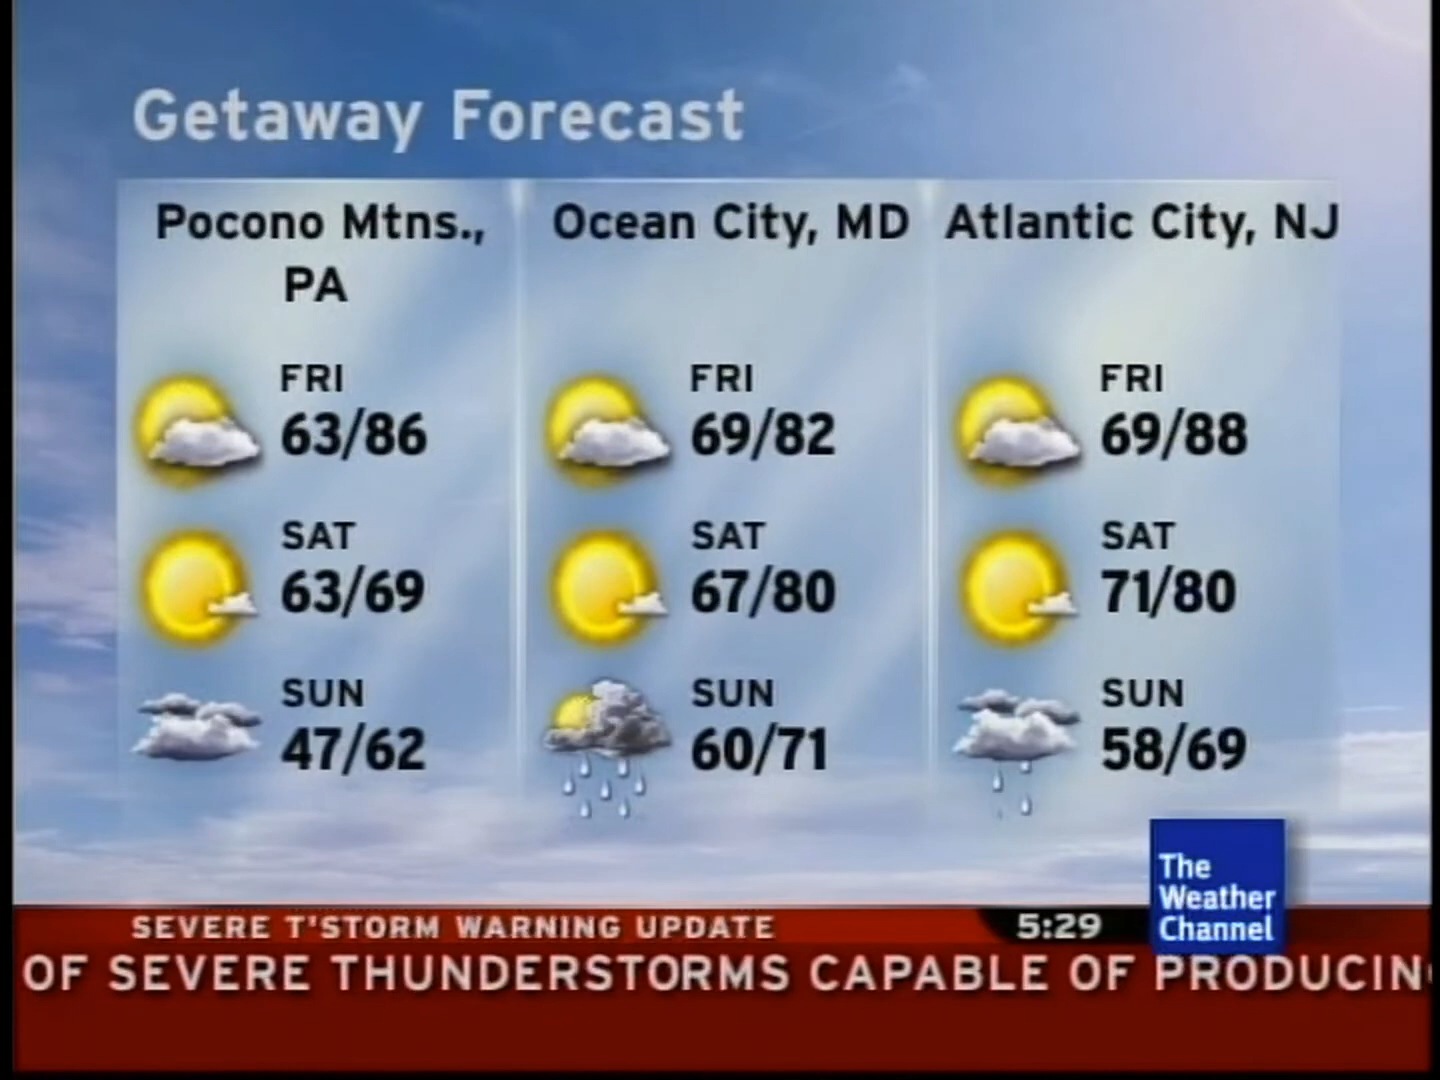 Getaway Forecast
Pocono Mtns.,
PA
FRI
63/86
SAT
63/69
SUN
47/62
Ocean City, MD
FRI
69/82
SAT
67/80
SUN
60/71
Atlantic City, NJ
FRI
69/88
SAT
71/80
SUN
58/69
The
Weather
Channel
SEVERE T'STORM WARNING UPDATE
5:29
OF SEVERE THUNDERSTORMS CAPABLE OF PRODUCIN